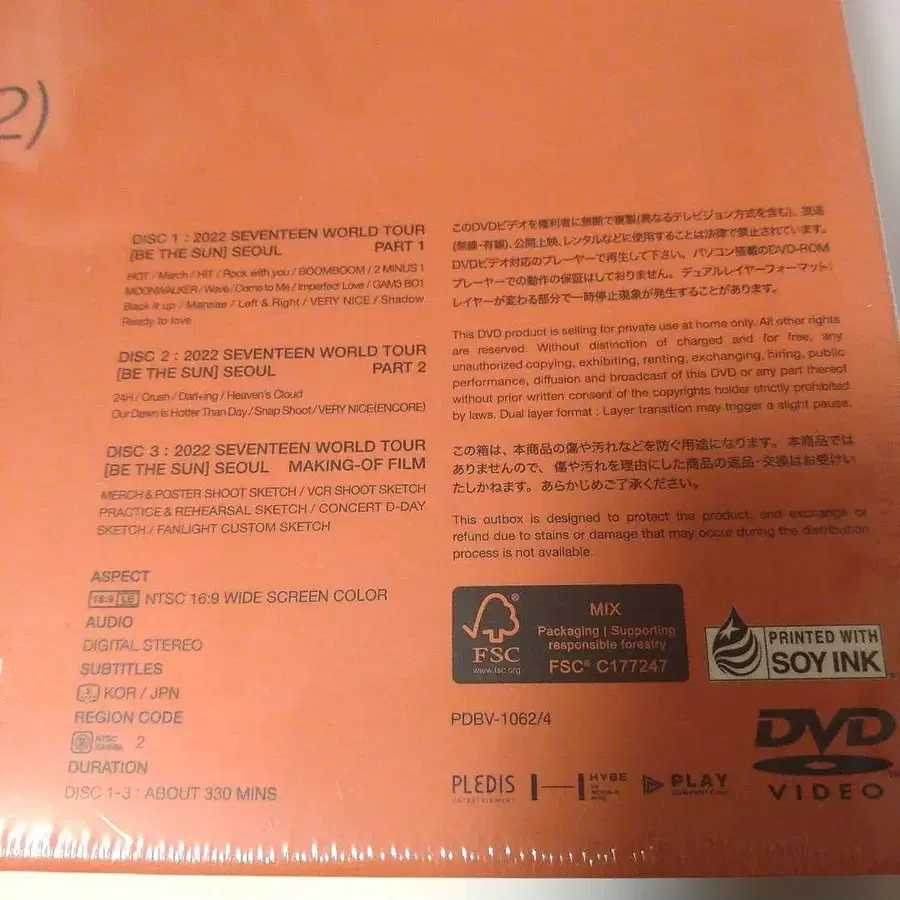 2)
DISC 1 : 2022 SEVENTEEN WORLD TOUR
[BE THE SUN] SEOUL PART 1
HOT / March / HIT / Rock with you / BOOMBOOM / 2 MINUS 1
MOONWALKER / Wave / Come to Me / Imperfect Love / GAM3 BO1
Back it up / Mansae / Left & Right / VERY NICE / Shadow
Ready to love
DISC 2 : 2022 SEVENTEEN WORLD TOUR
[BE THE SUN] SEOUL PART 2
24H / Crush / Darl+ing / Heaven's Cloud
Our Dawn is Hotter Than Day / Snap Shoot / VERY NICE(ENCORE)
DISC 3 : 2022 SEVENTEEN WORLD TOUR
[BE THE SUN] SEOUL MAKING-OF FILM
MERCH & POSTER SHOOT SKETCH / VCR SHOOT SKETCH
PRACTICE & REHEARSAL SKETCH / CONCERT D-DAY
SKETCH / FANLIGHT CUSTOM SKETCH
ASPECT
16:9 LB NTSC 16:9 WIDE SCREEN COLOR
AUDIO
DIGITAL STEREO
SUBTITLES
KOR / JPN
REGION CODE
NTSC 2
DURATION
DISC 1-3 : ABOUT 330 MINS
このDVDビデオを権利者に無断で複製(異なるテレビジョン方式を含む)、放送
(無線・有線)、公開上映、レンタルなどに使用することは法律で禁止されています。
DVDビデオ対応のプレーヤーで再生して下さい。パソコン搭載のDVD-ROM
プレーヤーでの動作の保証はしておりません。デュアルレイヤーフォーマット:
レイヤーが変わる部分で一時停止現象が発生することがあります。
This DVD product is selling for private use at home only. All other rights
are reserved. Without distinction of charged and for free, any
unauthorized copying, exhibiting, renting, exchanging, hiring, public
performance, diffusion and broadcast of this DVD or any part thereof
without prior written consent of the copyrights holder strictly prohibited
by laws. Dual layer format : Layer transition may trigger a slight pause.
この箱は、本商品の傷や汚れなどを防ぐ用途になります。本商品では
ありませんので、傷や汚れを理由にした商品の返品・交換はお受けい
たしかねます。あらかじめご了承ください。
This outbox is designed to protect the product, and exchange or
refund due to stains or damage that may occur during the distribution
process is not available.
FSC
www.fsc.org
MIX
Packaging | Supporting
responsible forestry
FSC® C177247
PRINTED WITH
SOY INK
PDBV-1062/4
PLEDIS
ENTERTAINMENT
HYBE
PLAY
DVD
VIDEO